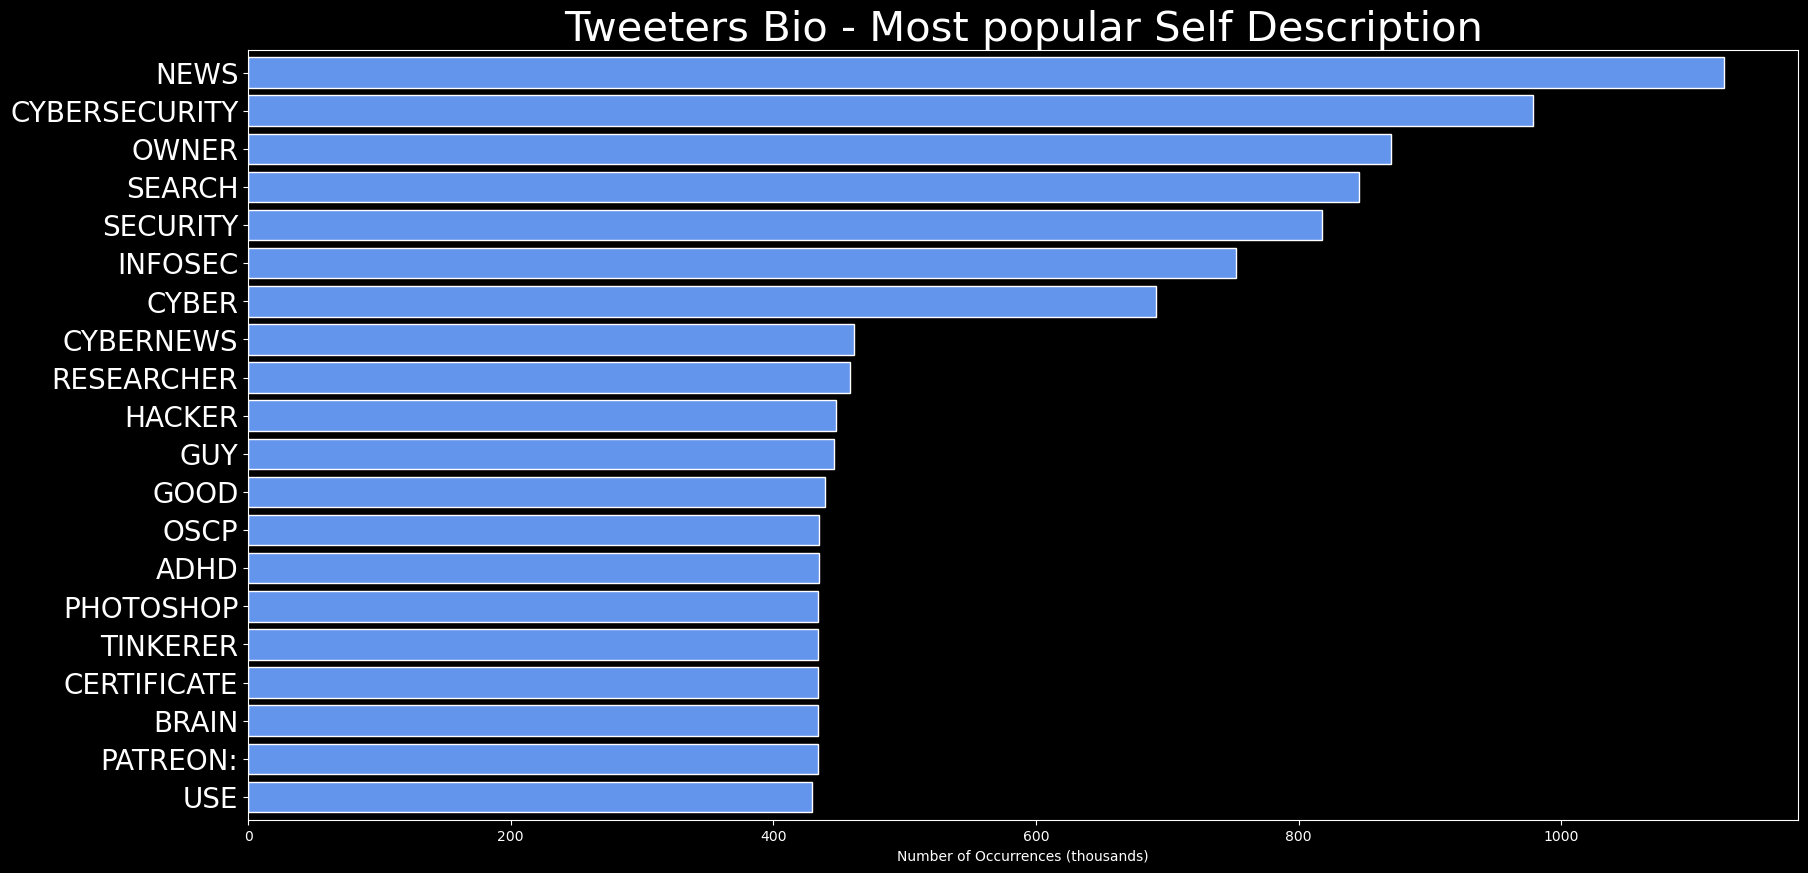 Tweeters Bio - Most popular Self Description
NEWS
CYBERSECURITY
OWNER
SEARCH
SECURITY
INFOSEC
CYBER
CYBERNEWS
RESEARCHER
HACKER
GUY
GOOD
OSCP
ADHD
PHOTOSHOP
TINKERER
CERTIFICATE
BRAIN
PATREON:
USE
0 200 400 600 800 1000
Number of Occurrences (thousands)